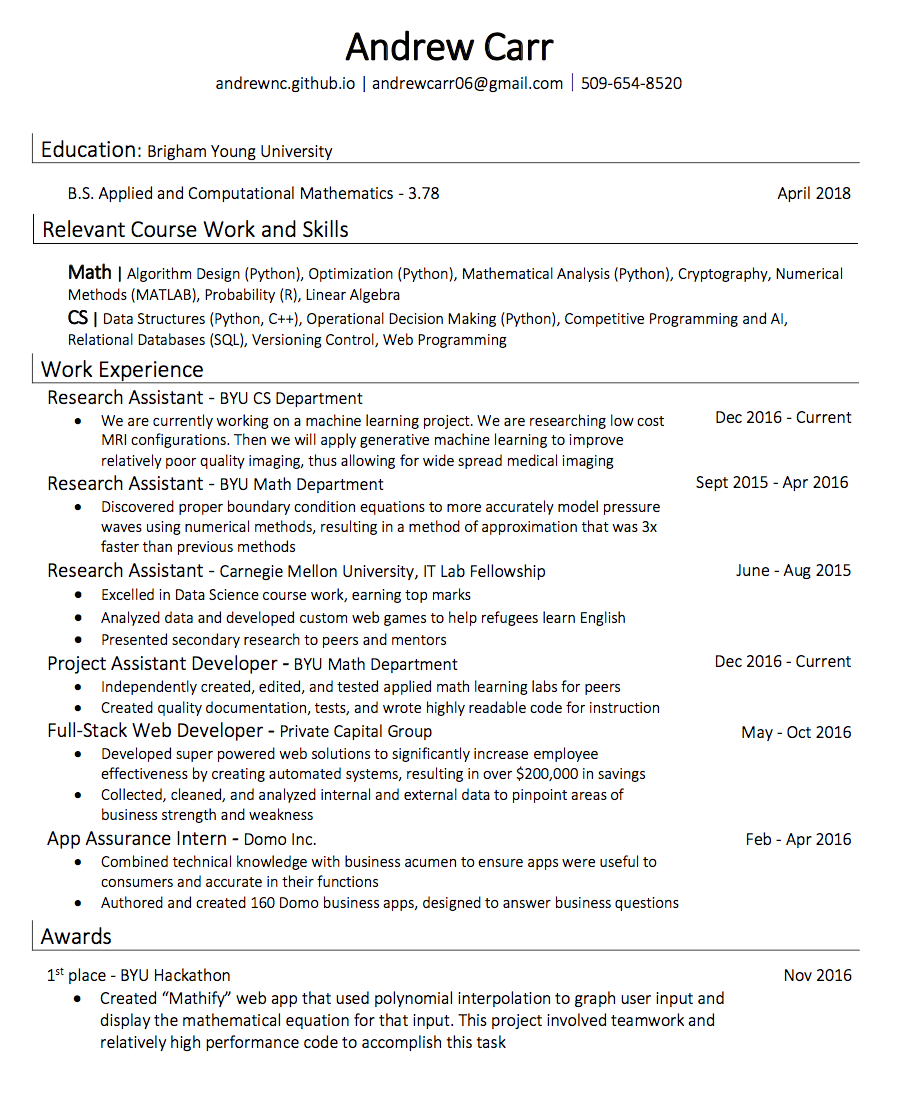 Andrew Carr
andrewnc.github.io | andrewcarr06@gmail.com | 509-654-8520
Education: Brigham Young University
B.S. Applied and Computational Mathematics - 3.78 April 2018
Relevant Course Work and Skills
Math | Algorithm Design (Python), Optimization (Python), Mathematical Analysis (Python), Cryptography, Numerical
Methods (MATLAB), Probability (R), Linear Algebra
CS | Data Structures (Python, C++), Operational Decision Making (Python), Competitive Programming and AI,
Relational Databases (SQL), Versioning Control, Web Programming
Work Experience
Research Assistant - BYU CS Department
• We are currently working on a machine learning project. We are researching low cost Dec 2016 - Current
MRI configurations. Then we will apply generative machine learning to improve
relatively poor quality imaging, thus allowing for wide spread medical imaging
Research Assistant - BYU Math Department Sept 2015 - Apr 2016
• Discovered proper boundary condition equations to more accurately model pressure
waves using numerical methods, resulting in a method of approximation that was 3x
faster than previous methods
Research Assistant - Carnegie Mellon University, IT Lab Fellowship June - Aug 2015
• Excelled in Data Science course work, earning top marks
• Analyzed data and developed custom web games to help refugees learn English
• Presented secondary research to peers and mentors
Project Assistant Developer - BYU Math Department Dec 2016 - Current
• Independently created, edited, and tested applied math learning labs for peers
• Created quality documentation, tests, and wrote highly readable code for instruction
Full-Stack Web Developer - Private Capital Group May - Oct 2016
• Developed super powered web solutions to significantly increase employee
effectiveness by creating automated systems, resulting in over $200,000 in savings
• Collected, cleaned, and analyzed internal and external data to pinpoint areas of
business strength and weakness
App Assurance Intern - Domo Inc. Feb - Apr 2016
• Combined technical knowledge with business acumen to ensure apps were useful to
consumers and accurate in their functions
• Authored and created 160 Domo business apps, designed to answer business questions
Awards
1st place - BYU Hackathon Nov 2016
• Created “Mathify” web app that used polynomial interpolation to graph user input and
display the mathematical equation for that input. This project involved teamwork and
relatively high performance code to accomplish this task